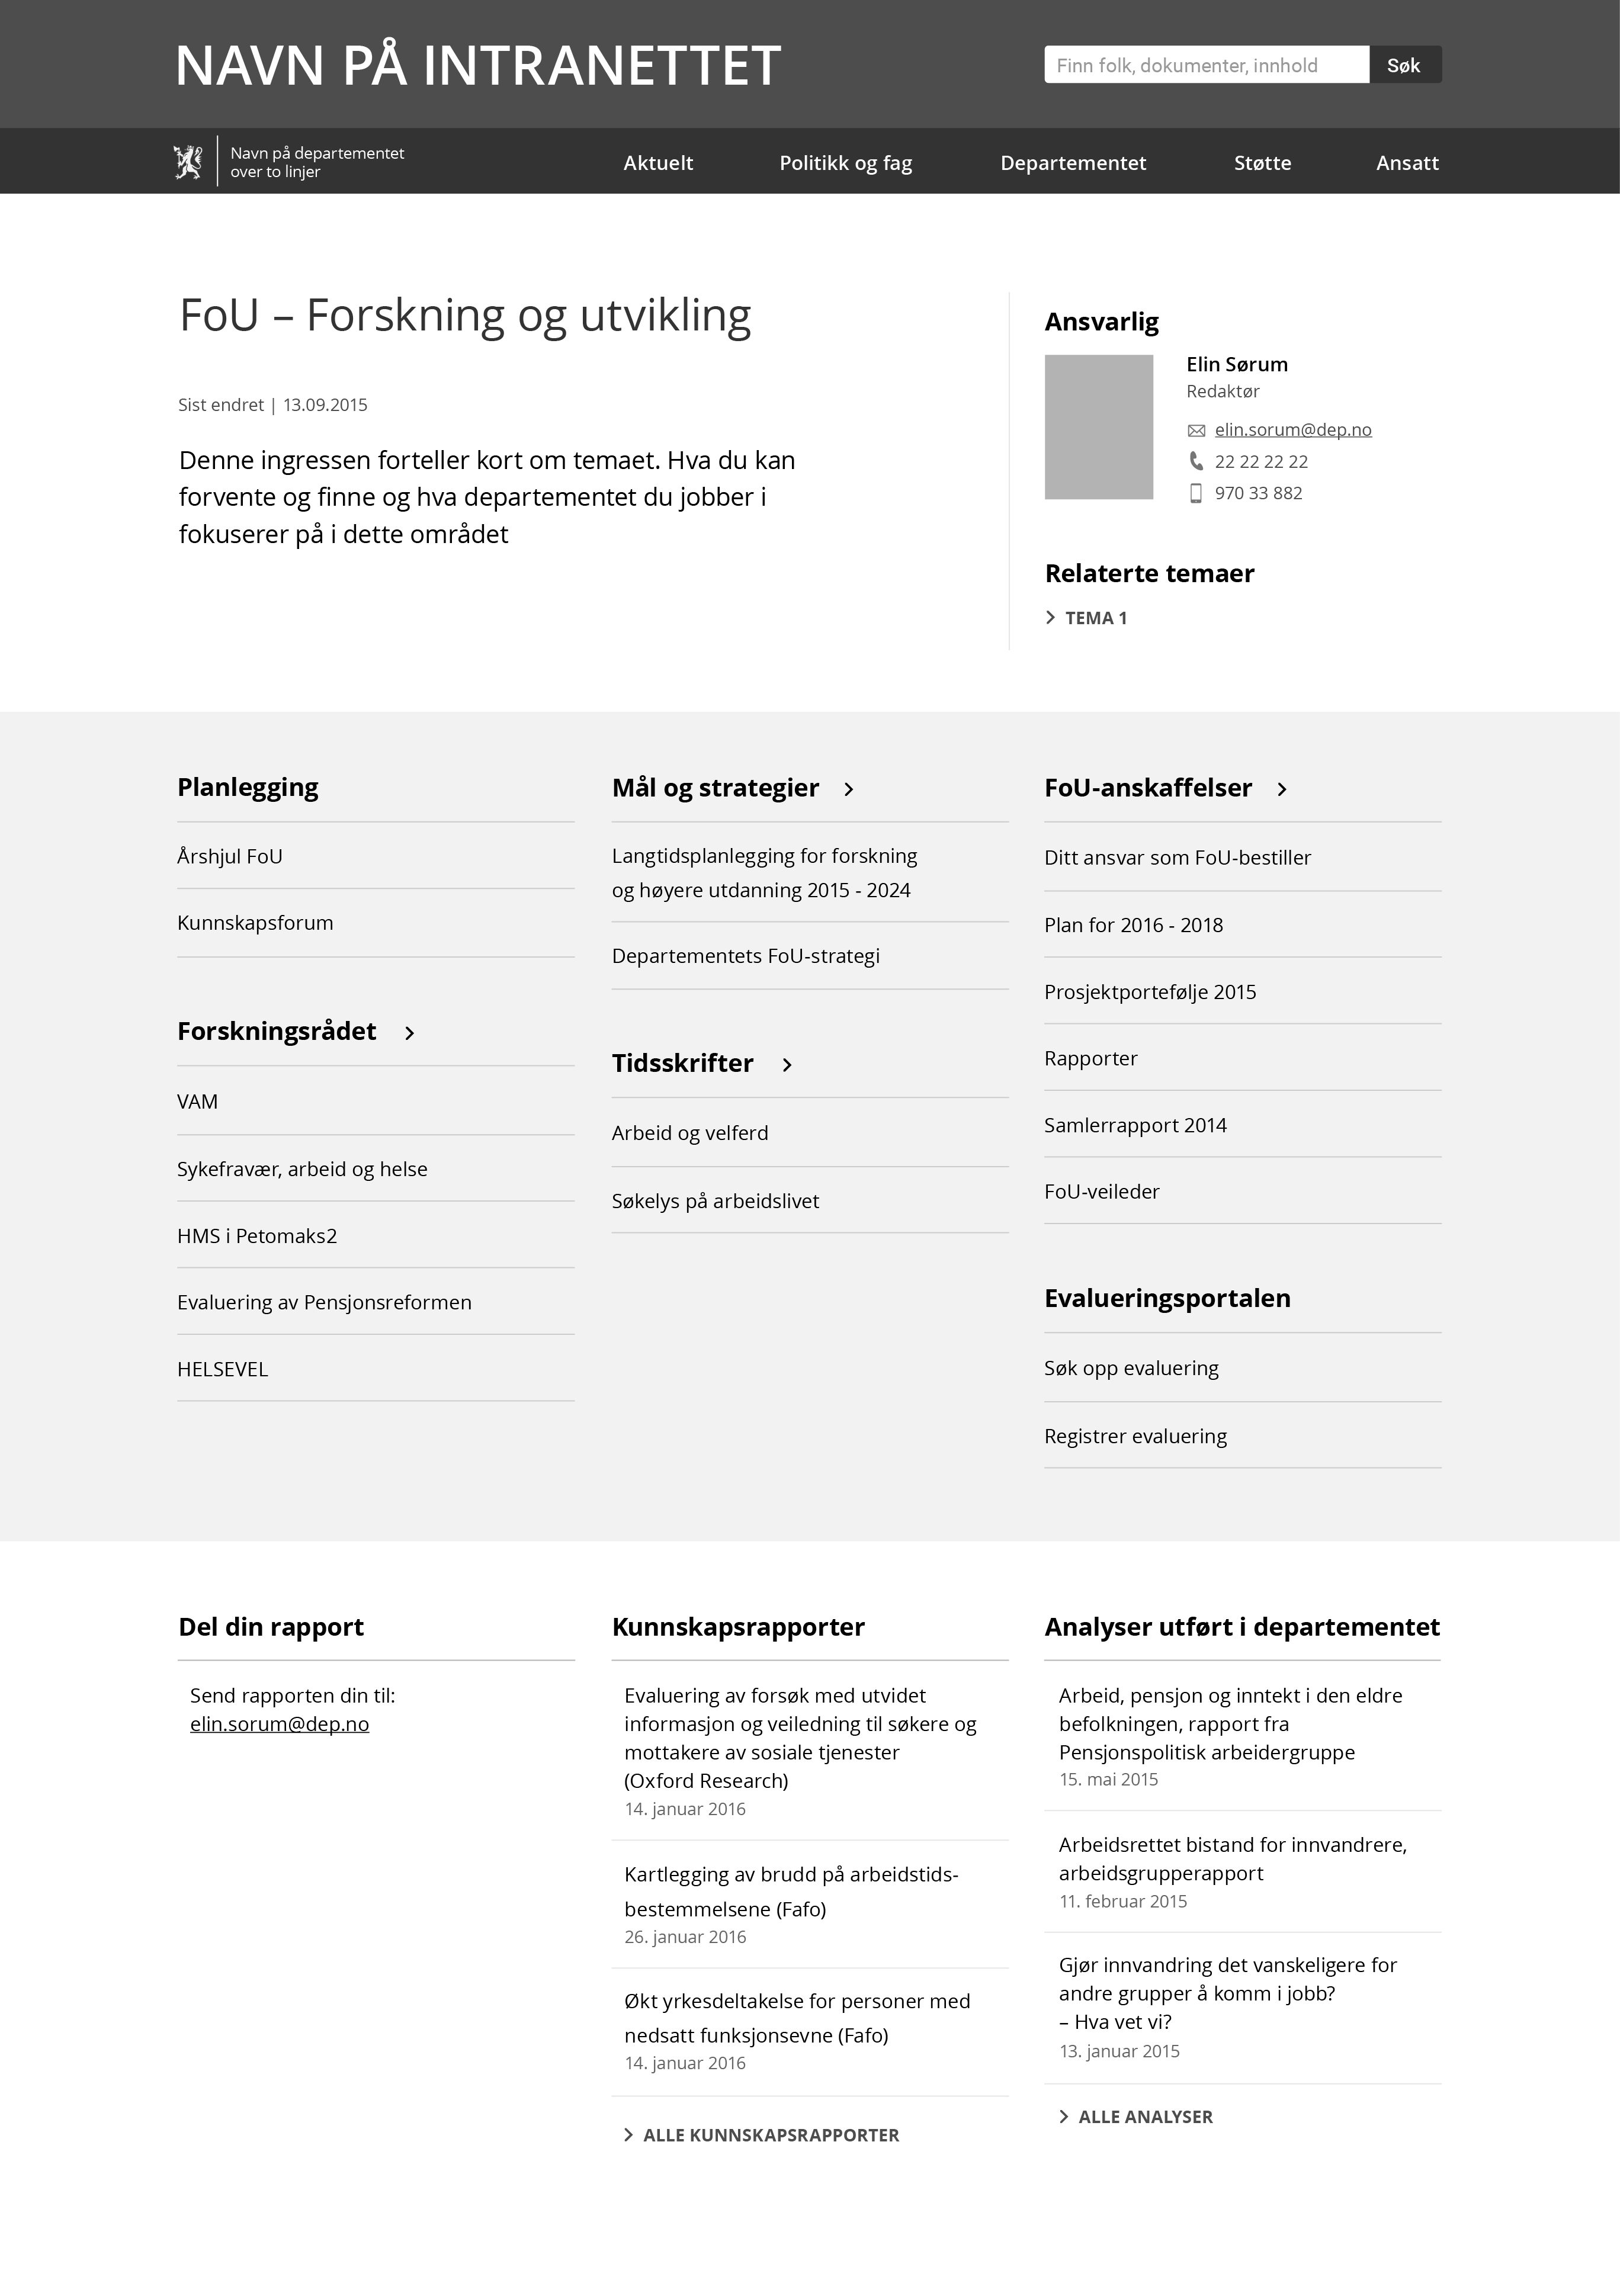 NAVN PÅ INTRANETTET
Finn folk, dokumenter, innhold
Søk
Navn på departementet
over to linjer
Aktuelt
Politikk og fag
Departementet
Støtte
Ansatt
FoU – Forskning og utvikling
Sist endret | 13.09.2015
Denne ingressen forteller kort om temaet. Hva du kan
forvente og finne og hva departementet du jobber i
fokuserer på i dette området
Ansvarlig
Elin Sørum
Redaktør
elin.sorum@dep.no
22 22 22 22
970 33 882
Relaterte temaer
TEMA 1
Planlegging
Årshjul FoU
Kunnskapsforum
Forskningsrådet
VAM
Sykefravær, arbeid og helse
HMS i Petomaks2
Evaluering av Pensjonsreformen
HELSEVEL
Mål og strategier
Langtidsplanlegging for forskning
og høyere utdanning 2015 - 2024
Departementets FoU-strategi
Tidsskrifter
Arbeid og velferd
Søkelys på arbeidslivet
FoU-anskaffelser
Ditt ansvar som FoU-bestiller
Plan for 2016 - 2018
Prosjektportefølje 2015
Rapporter
Samlerrapport 2014
FoU-veileder
Evalueringsportalen
Søk opp evaluering
Registrer evaluering
Del din rapport
Send rapporten din til:
elin.sorum@dep.no
Kunnskapsrapporter
Evaluering av forsøk med utvidet
informasjon og veiledning til søkere og
mottakere av sosiale tjenester
(Oxford Research)
14. januar 2016
Kartlegging av brudd på arbeidstids-
bestemmelsene (Fafo)
26. januar 2016
Økt yrkesdeltakelse for personer med
nedsatt funksjonsevne (Fafo)
14. januar 2016
ALLE KUNNSKAPSRAPPORTER
Analyser utført i departementet
Arbeid, pensjon og inntekt i den eldre
befolkningen, rapport fra
Pensjonspolitisk arbeidergruppe
15. mai 2015
Arbeidsrettet bistand for innvandrere,
arbeidsgrupperapport
11. februar 2015
Gjør innvandring det vanskeligere for
andre grupper å komm i jobb?
– Hva vet vi?
13. januar 2015
ALLE ANALYSER